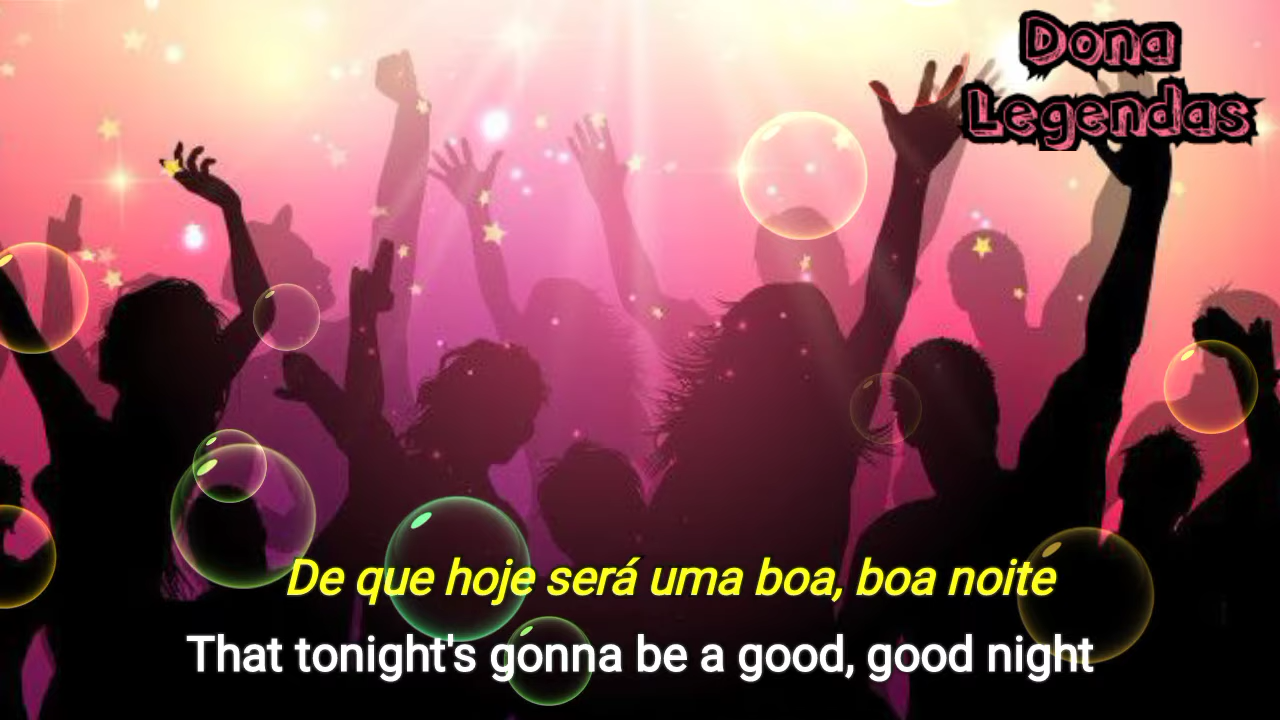 Dona
Legendas
De que hoje será uma boa, boa noite
That tonight's gonna be a good, good night